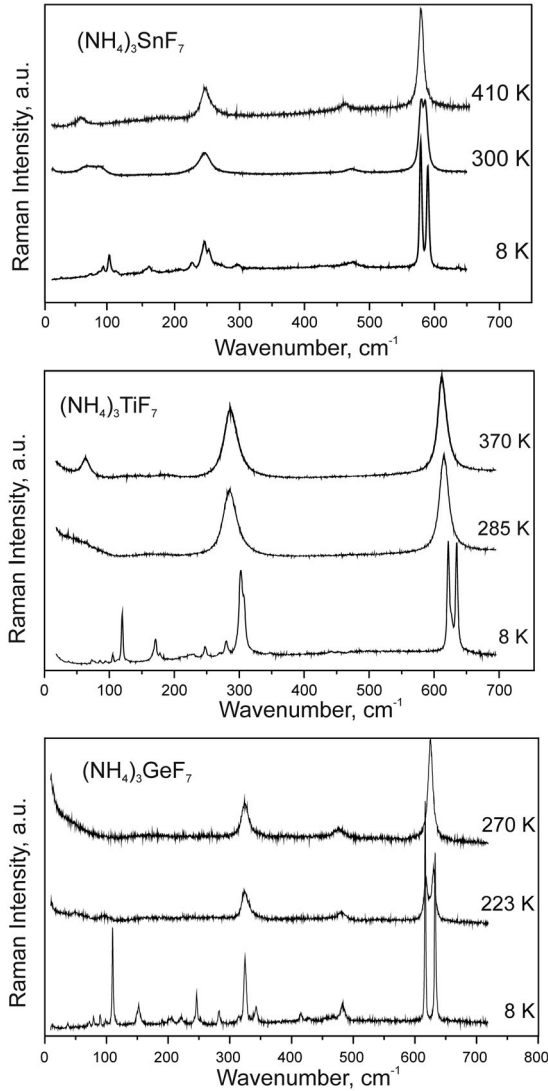 (NH₄)₃SnF₇
Raman Intensity, a.u.
410 K
300 K
8 K
0 100 200 300 400 500 600 700
Wavenumber, cm⁻¹
(NH₄)₃TiF₇
Raman Intensity, a.u.
370 K
285 K
8 K
0 100 200 300 400 500 600 700
Wavenumber, cm⁻¹
(NH₄)₃GeF₇
Raman Intensity, a.u.
270 K
223 K
8 K
0 100 200 300 400 500 600 700 800
Wavenumber, cm⁻¹